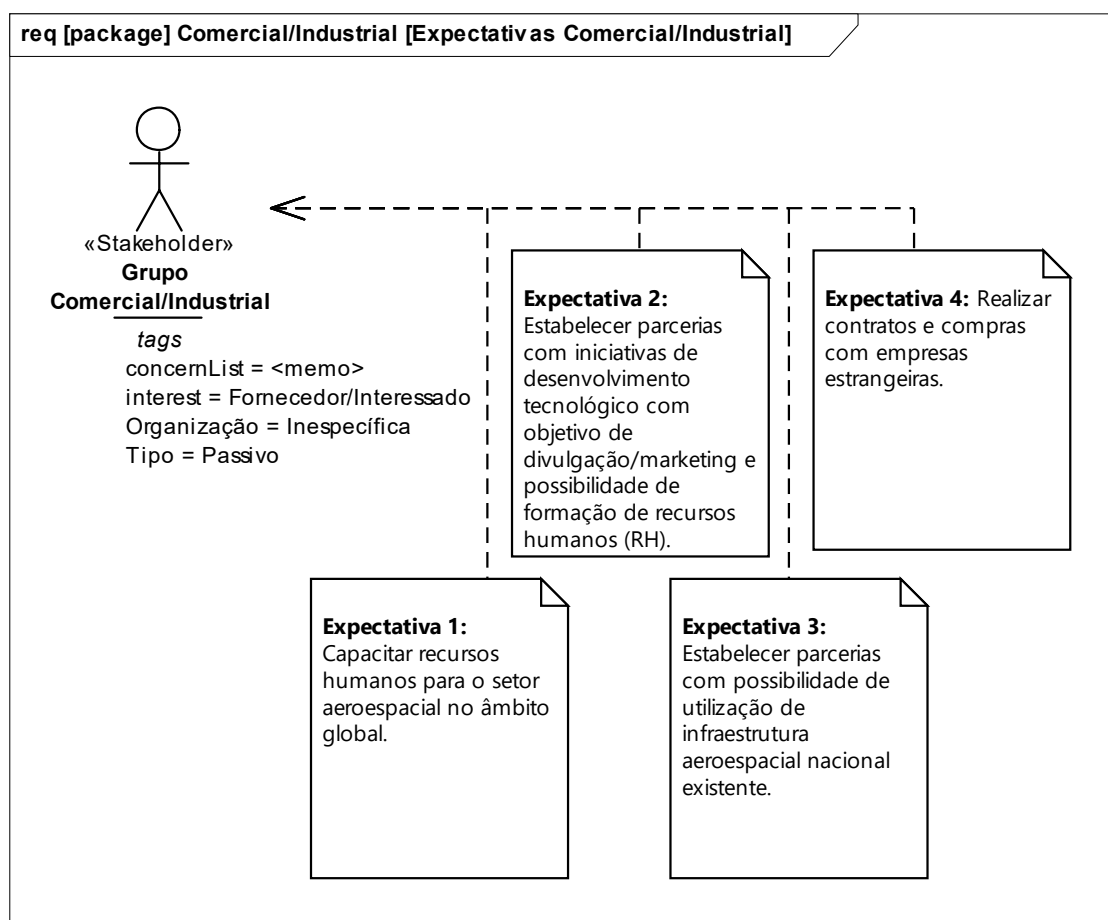 req [package] Comercial/Industrial [Expectativas Comercial/Industrial]
«Stakeholder»
Grupo
Comercial/Industrial
tags
concernList = <memo>
interest = Fornecedor/Interessado
Organização = Inespecífica
Tipo = Passivo
Expectativa 2:
Estabelecer parcerias
com iniciativas de
desenvolvimento
tecnológico com
objetivo de
divulgação/marketing e
possibilidade de
formação de recursos
humanos (RH).
Expectativa 4: Realizar
contratos e compras
com empresas
estrangeiras.
Expectativa 1:
Capacitar recursos
humanos para o setor
aeroespacial no âmbito
global.
Expectativa 3:
Estabelecer parcerias
com possibilidade de
utilização de
infraestrutura
aeroespacial nacional
existente.